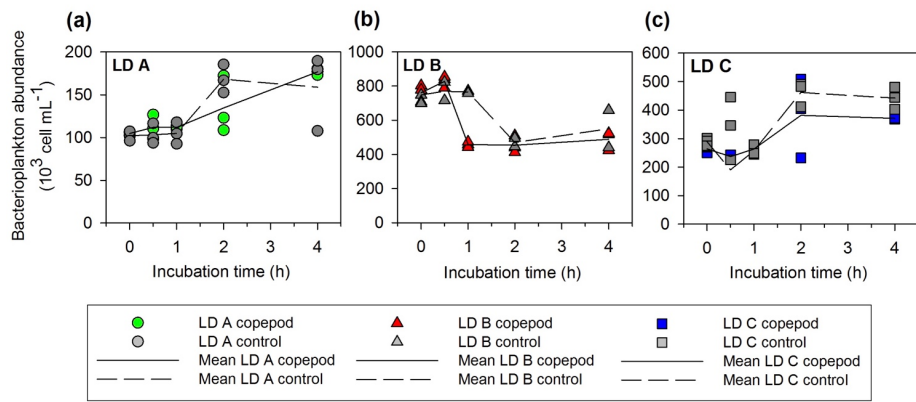 (a)
(b)
(c)
Bacterioplankton abundance
(10³ cell mL⁻¹)
200
150
100
50
0
LD A
0 1 2 3 4
Incubation time (h)
1000
800
600
400
200
0
LD B
0 1 2 3 4
Incubation time (h)
600
500
400
300
200
100
0
LD C
0 1 2 3 4
Incubation time (h)
LD A copepod
LD A control
Mean LD A copepod
Mean LD A control
LD B copepod
LD B control
Mean LD B copepod
Mean LD B control
LD C copepod
LD C control
Mean LD C copepod
Mean LD C control